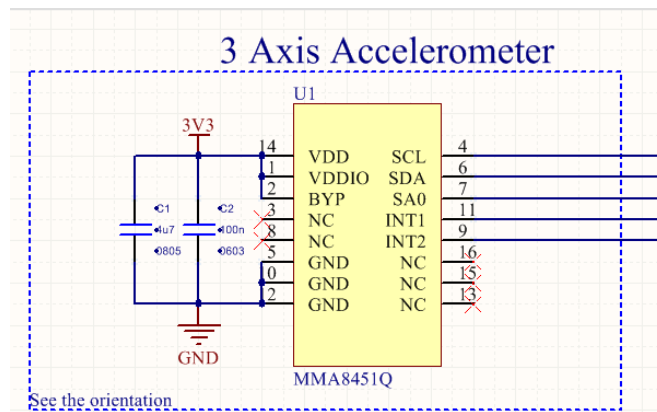 3 Axis Accelerometer
U1
3V3
14 VDD SCL 4
1 VDDIO SDA 6
2 BYP SA0 7
3 NC INT1 11
8 NC INT2 9
5 GND NC 16
0 GND NC 15
2 GND NC 13
C1
4u7
0805
C2
100n
0603
GND
MMA8451Q
See the orientation